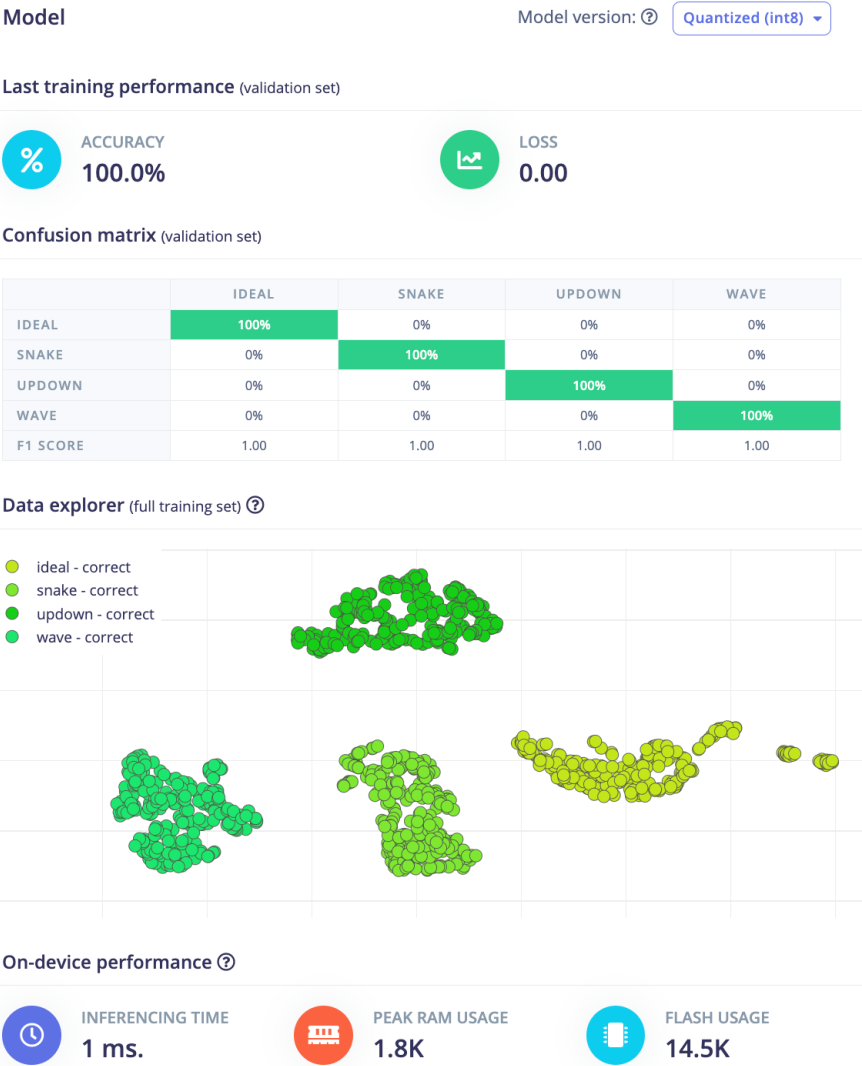 Model
Model version: ? Quantized (int8)
Last training performance (validation set)
% ACCURACY
100.0%
LOSS
0.00
Confusion matrix (validation set)
IDEAL SNAKE UPDOWN WAVE
IDEAL 100% 0% 0% 0%
SNAKE 0% 100% 0% 0%
UPDOWN 0% 0% 100% 0%
WAVE 0% 0% 0% 100%
F1 SCORE 1.00 1.00 1.00 1.00
Data explorer (full training set) ?
ideal - correct
snake - correct
updown - correct
wave - correct
On-device performance ?
INFERENCING TIME
1 ms.
PEAK RAM USAGE
1.8K
FLASH USAGE
14.5K